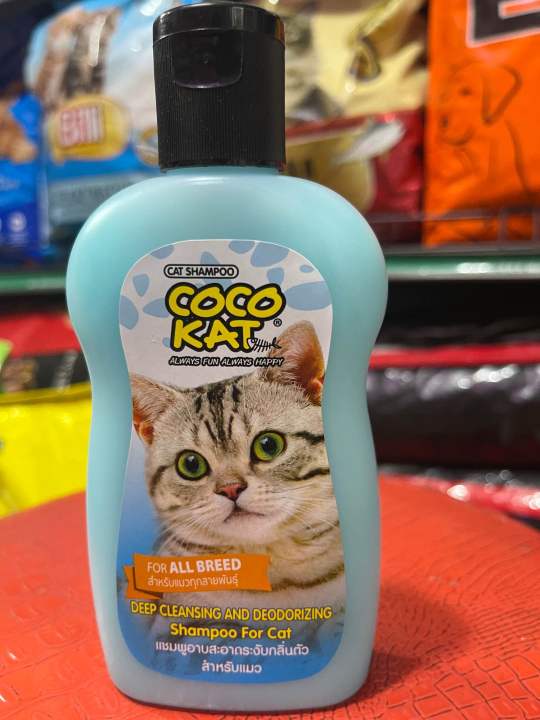 CAT SHAMPOO
COCO
KAT®
ALWAYS FUN ALWAYS HAPPY
FOR ALL BREED
สำหรับแมวทุกสายพันธุ์
DEEP CLEANSING AND DEODORIZING
Shampoo For Cat
แชมพูอาบสะอาดระงับกลิ่นตัว
สำหรับแมว